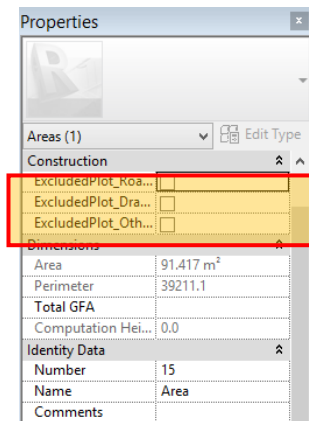 Properties
x
R
Areas (1)
Edit Type
Construction
ExcludedPlot_Roa...
ExcludedPlot_Dra...
ExcludedPlot_Oth...
Dimensions
Area 91.417 m²
Perimeter 39211.1
Total GFA
Computation Hei... 0.0
Identity Data
Number 15
Name Area
Comments